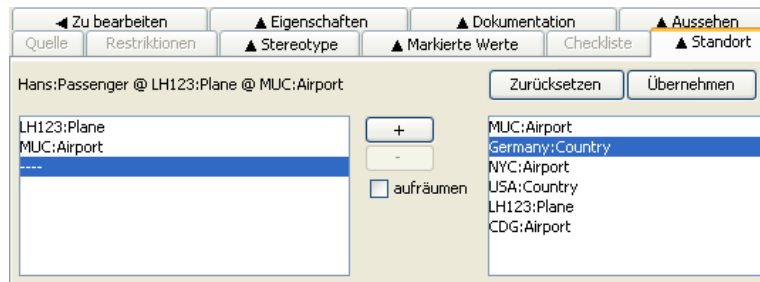 ◀ Zu bearbeiten ▲ Eigenschaften ▲ Dokumentation ▲ Aussehen
Quelle Restriktionen ▲ Stereotype ▲ Markierte Werte Checkliste ▲ Standort
Hans:Passenger @ LH123:Plane @ MUC:Airport Zurücksetzen Übernehmen
LH123:Plane + MUC:Airport
MUC:Airport - Germany:Country
---- NYC:Airport
aufräumen USA:Country
LH123:Plane
CDG:Airport